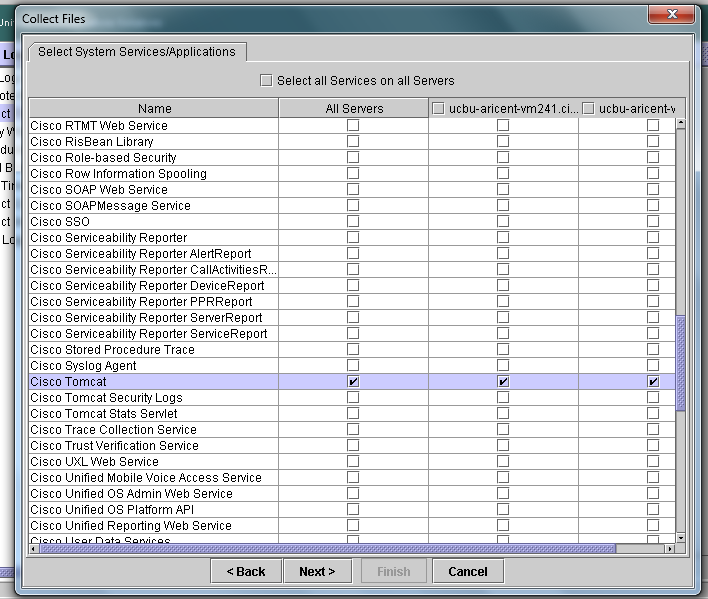 Collect Files
Select System Services/Applications
Select all Services on all Servers
Name All Servers ucbu-aricent-vm241.ci... ucbu-aricent-v
Cisco RTMT Web Service
Cisco RisBean Library
Cisco Role-based Security
Cisco Row Information Spooling
Cisco SOAP Web Service
Cisco SOAPMessage Service
Cisco SSO
Cisco Serviceability Reporter
Cisco Serviceability Reporter AlertReport
Cisco Serviceability Reporter CallActivitiesR...
Cisco Serviceability Reporter DeviceReport
Cisco Serviceability Reporter PPRReport
Cisco Serviceability Reporter ServerReport
Cisco Serviceability Reporter ServiceReport
Cisco Stored Procedure Trace
Cisco Syslog Agent
Cisco Tomcat
Cisco Tomcat Security Logs
Cisco Tomcat Stats Servlet
Cisco Trace Collection Service
Cisco Trust Verification Service
Cisco UXL Web Service
Cisco Unified Mobile Voice Access Service
Cisco Unified OS Admin Web Service
Cisco Unified OS Platform API
Cisco Unified Reporting Web Service
Cisco User Data Services
< Back Next > Finish Cancel